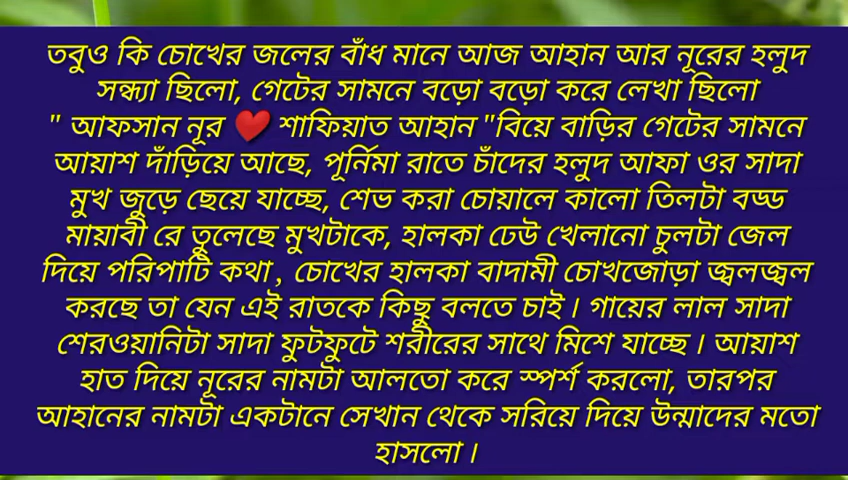 তবুও কি চোখের জলের বাঁধ মানে আজ আহান আর নূরের হলুদ
সন্ধ্যা ছিলো, গেটের সামনে বড়ো বড়ো করে লেখা ছিলো
" আফসান নূর ❤️ শাফিয়াত আহান "বিয়ে বাড়ির গেটের সামনে
আয়াশ দাঁড়িয়ে আছে, পূর্নিমা রাতে চাঁদের হলুদ আফা ওর সাদা
মুখ জুড়ে ছেয়ে যাচ্ছে, শেভ করা চোয়ালে কালো তিলটা বড্ড
মায়াবী রে তুলেছে মুখটাকে, হালকা ঢেউ খেলানো চুলটা জেল
দিয়ে পরিপাটি কথা , চোখের হালকা বাদামী চোখজোড়া জ্বলজ্বল
করছে তা যেন এই রাতকে কিছু বলতে চাই । গায়ের লাল সাদা
শেরওয়ানিটা সাদা ফুটফুটে শরীরের সাথে মিশে যাচ্ছে । আয়াশ
হাত দিয়ে নূরের নামটা আলতো করে স্পর্শ করলো, তারপর
আহানের নামটা একটানে সেখান থেকে সরিয়ে দিয়ে উন্মাদের মতো
হাসলো ।